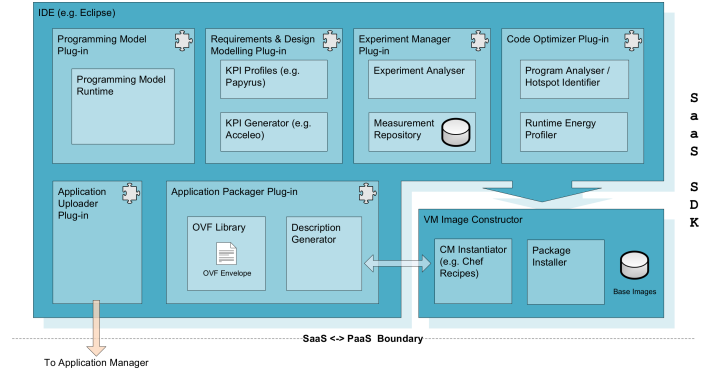 IDE (e.g. Eclipse)
Programming Model
Plug-in
Programming Model
Runtime
Requirements & Design
Modelling Plug-in
KPI Profiles (e.g.
Papyrus)
KPI Generator (e.g.
Acceleo)
Experiment Manager
Plug-in
Experiment Analyser
Measurement
Repository
Code Optimizer Plug-in
Program Analyser /
Hotspot Identifier
Runtime Energy
Profiler
SaaS SDK
Application
Uploader
Plug-in
Application Packager Plug-in
OVF Library
OVF Envelope
Description
Generator
VM Image Constructor
CM Instantiator
(e.g. Chef
Recipes)
Package
Installer
Base Images
SaaS <-> PaaS Boundary
To Application Manager